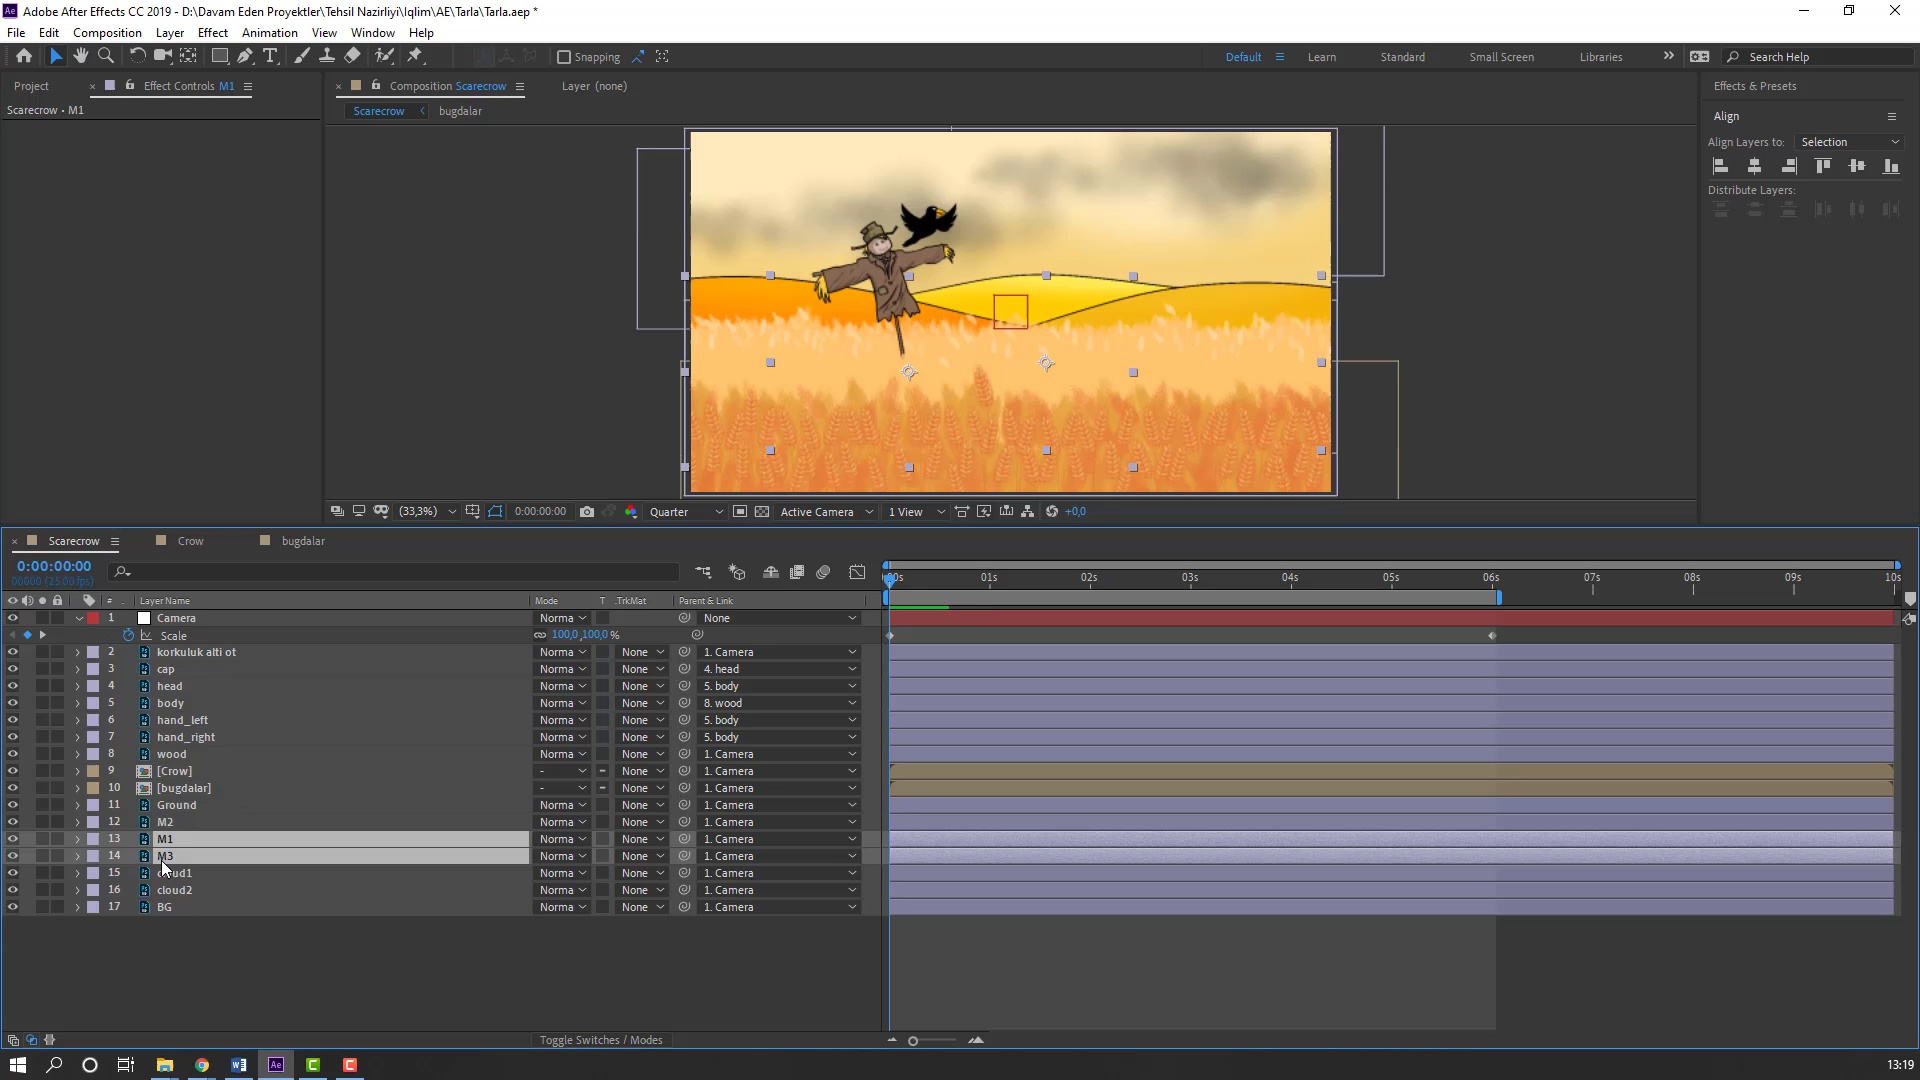 Adobe After Effects CC 2019 - D:\Davam Eden Proyektler\Tehsil Nazirliyi\Iqlim\AE\Tarla\Tarla.aep *
File Edit Composition Layer Effect Animation View Window Help
Snapping Default Learn Standard Small Screen Libraries Search Help
Project Effect Controls M1 Composition Scarecrow Layer (none) Effects & Presets
Scarecrow • M1 Scarecrow bugdalar
Align
Align Layers to: Selection
Distribute Layers:
(33,3%) 0:00:00:00 Quarter Active Camera 1 View +0,0
Scarecrow Crow bugdalar
0:00:00:00
00000 (25.00 fps)
00s 01s 02s 03s 04s 05s 06s 07s 08s 09s 10s
# Layer Name Mode T .TrkMat Parent & Link
1 Camera Norma None
Scale 100,0,100,0 %
2 korkuluk alti ot Norma None 1. Camera
3 cap Norma None 4. head
4 head Norma None 5. body
5 body Norma None 8. wood
6 hand_left Norma None 5. body
7 hand_right Norma None 5. body
8 wood Norma None 1. Camera
9 [Crow] - None 1. Camera
10 [bugdalar] - None 1. Camera
11 Ground Norma None 1. Camera
12 M2 Norma None 1. Camera
13 M1 Norma None 1. Camera
14 M3 Norma None 1. Camera
15 cloud1 Norma None 1. Camera
16 cloud2 Norma None 1. Camera
17 BG Norma None 1. Camera
Toggle Switches / Modes
13:19